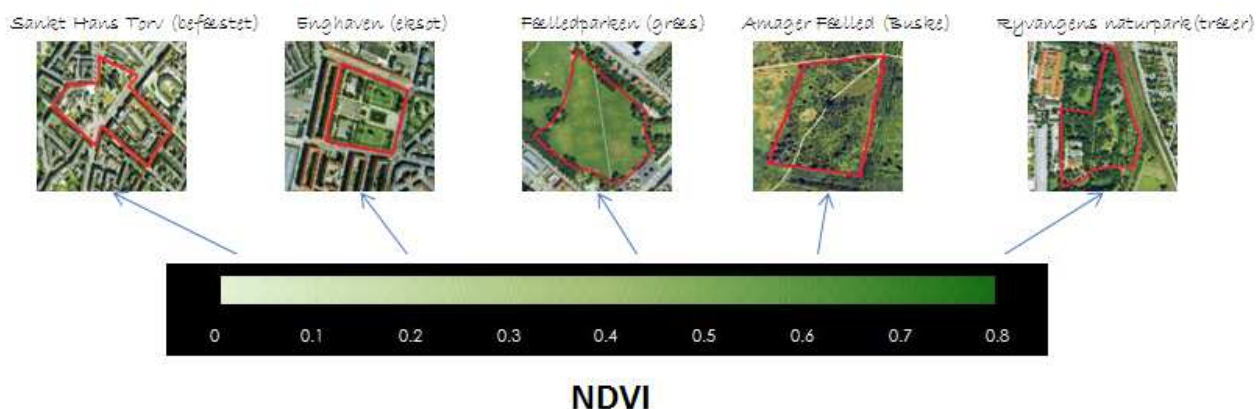 Sankt Hans Torv (befæstet)
Enghaven (eksot)
Fælledparken (græs)
Amager Fælled (Buske)
Ryvangens naturpark (træer)
0 0.1 0.2 0.3 0.4 0.5 0.6 0.7 0.8
NDVI